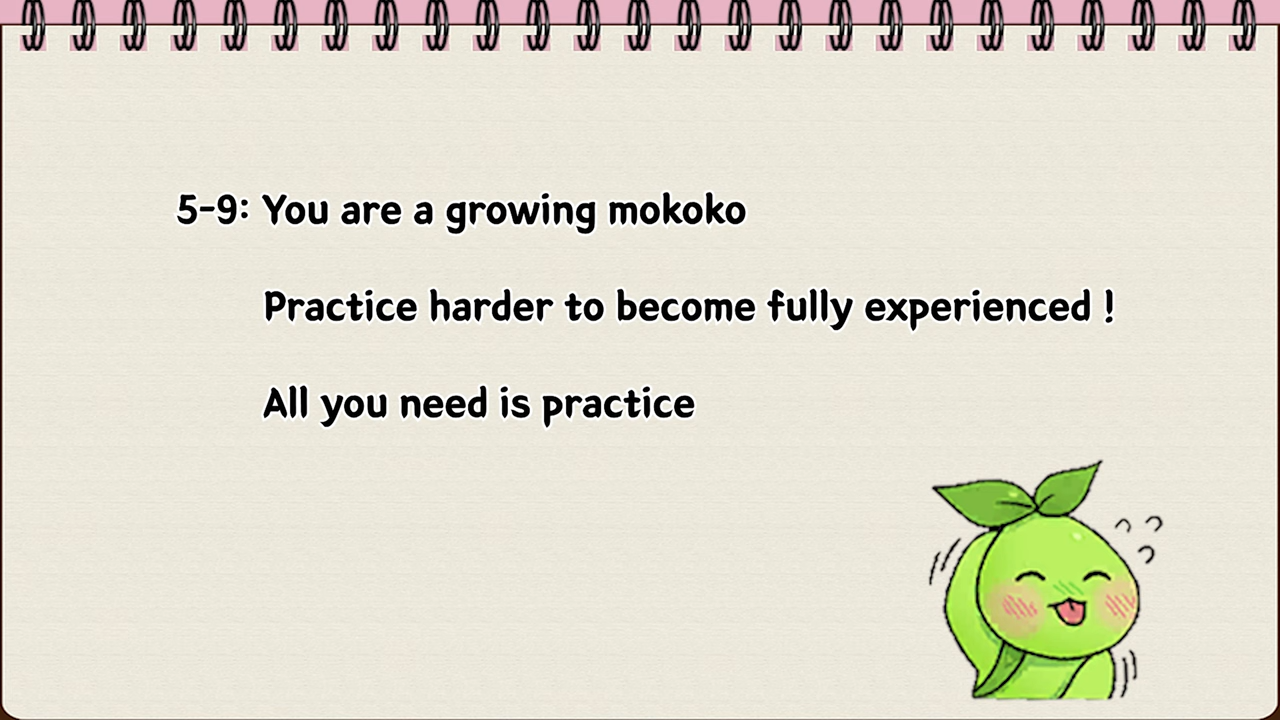 5-9: You are a growing mokoko
Practice harder to become fully experienced !
All you need is practice